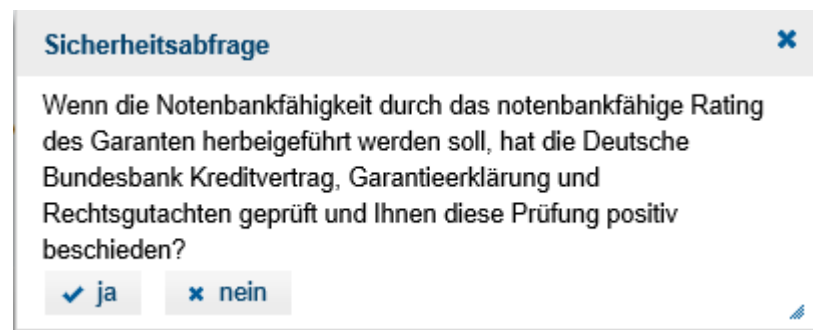 Sicherheitsabfrage
Wenn die Notenbankfähigkeit durch das notenbankfähige Rating
des Garanten herbeigeführt werden soll, hat die Deutsche
Bundesbank Kreditvertrag, Garantieerklärung und
Rechtsgutachten geprüft und Ihnen diese Prüfung positiv
beschieden?
ja nein